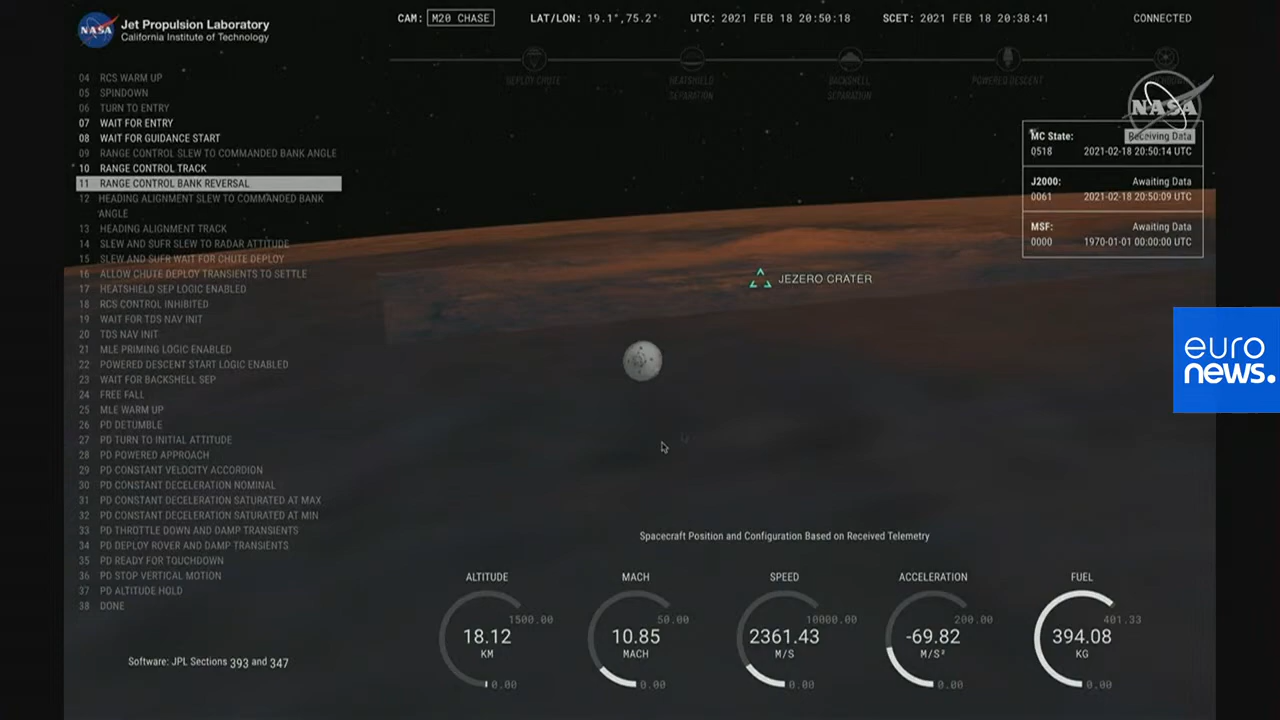 NASA
Jet Propulsion Laboratory
California Institute of Technology
CAM: M20 CHASE
LAT/LON: 19.1°,75.2°
UTC: 2021 FEB 18 20:50:18
SCET: 2021 FEB 18 20:38:41
CONNECTED
DEPLOY CHUTE
HEATSHIELD
SEPARATION
BACKSHELL
SEPARATION
POWERED DESCENT
NASA
04 RCS WARM UP
05 SPINDOWN
06 TURN TO ENTRY
07 WAIT FOR ENTRY
08 WAIT FOR GUIDANCE START
09 RANGE CONTROL SLEW TO COMMANDED BANK ANGLE
10 RANGE CONTROL TRACK
11 RANGE CONTROL BANK REVERSAL
12 HEADING ALIGNMENT SLEW TO COMMANDED BANK
ANGLE
13 HEADING ALIGNMENT TRACK
14 SLEW AND SUFR SLEW TO RADAR ATTITUDE
15 SLEW AND SUFR WAIT FOR CHUTE DEPLOY
16 ALLOW CHUTE DEPLOY TRANSIENTS TO SETTLE
17 HEATSHIELD SEP LOGIC ENABLED
18 RCS CONTROL INHIBITED
19 WAIT FOR TDS NAV INIT
20 TDS NAV INIT
21 MLE PRIMING LOGIC ENABLED
22 POWERED DESCENT START LOGIC ENABLED
23 WAIT FOR BACKSHELL SEP
24 FREE FALL
25 MLE WARM UP
26 PD DETUMBLE
27 PD TURN TO INITIAL ATTITUDE
28 PD POWERED APPROACH
29 PD CONSTANT VELOCITY ACCORDION
30 PD CONSTANT DECELERATION NOMINAL
31 PD CONSTANT DECELERATION SATURATED AT MAX
32 PD CONSTANT DECELERATION SATURATED AT MIN
33 PD THROTTLE DOWN AND DAMP TRANSIENTS
34 PD DEPLOY ROVER AND DAMP TRANSIENTS
35 PD READY FOR TOUCHDOWN
36 PD STOP VERTICAL MOTION
37 PD ALTITUDE HOLD
38 DONE
Software: JPL Sections 393 and 347
MC State: Receiving Data
0518 2021-02-18 20:50:14 UTC
J2000: Awaiting Data
0061 2021-02-18 20:50:09 UTC
MSF: Awaiting Data
0000 1970-01-01 00:00:00 UTC
JEZERO CRATER
euro
news.
Spacecraft Position and Configuration Based on Received Telemetry
ALTITUDE
1500.00
18.12
KM
0.00
MACH
50.00
10.85
MACH
0.00
SPEED
10000.00
2361.43
M/S
0.00
ACCELERATION
200.00
-69.82
M/S²
0.00
FUEL
401.33
394.08
KG
0.00